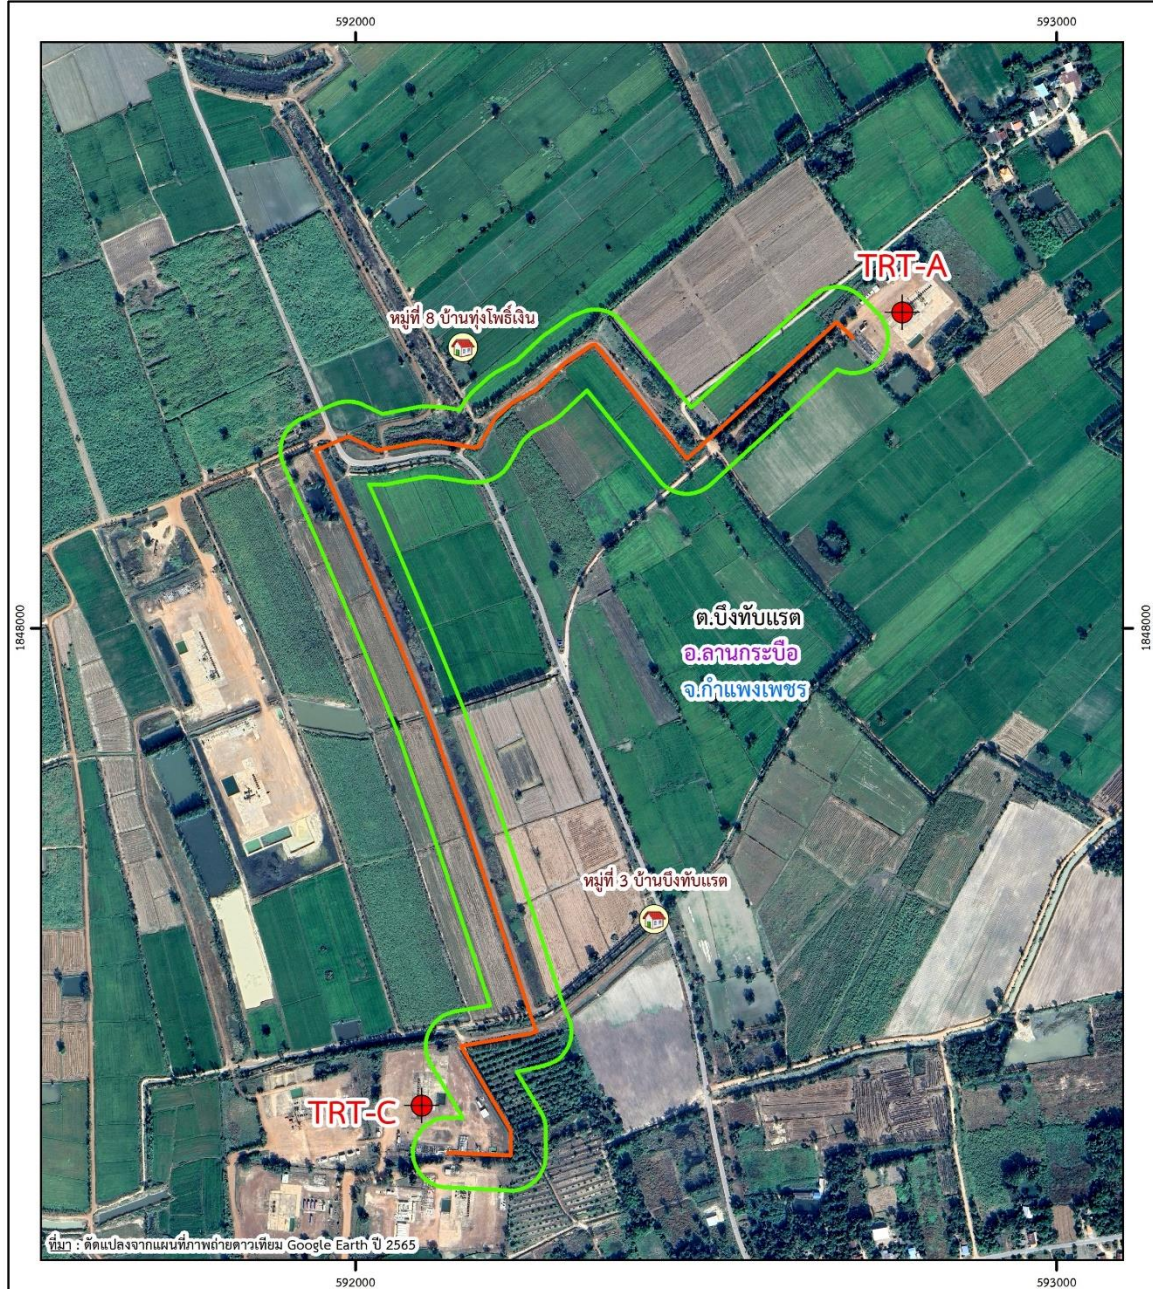 592000
593000
TRT-A
หมู่ที่ 8 บ้านทุ่งโพธิ์เงิน
1848000
1848000
ต.บึงทับแรต
อ.ลานกระบือ
จ.กำแพงเพชร
หมู่ที่ 3 บ้านบึงทับแรต
TRT-C
ที่มา : ดัดแปลงจากแผนที่ภาพถ่ายดาวเทียม Google Earth ปี 2565
592000
593000